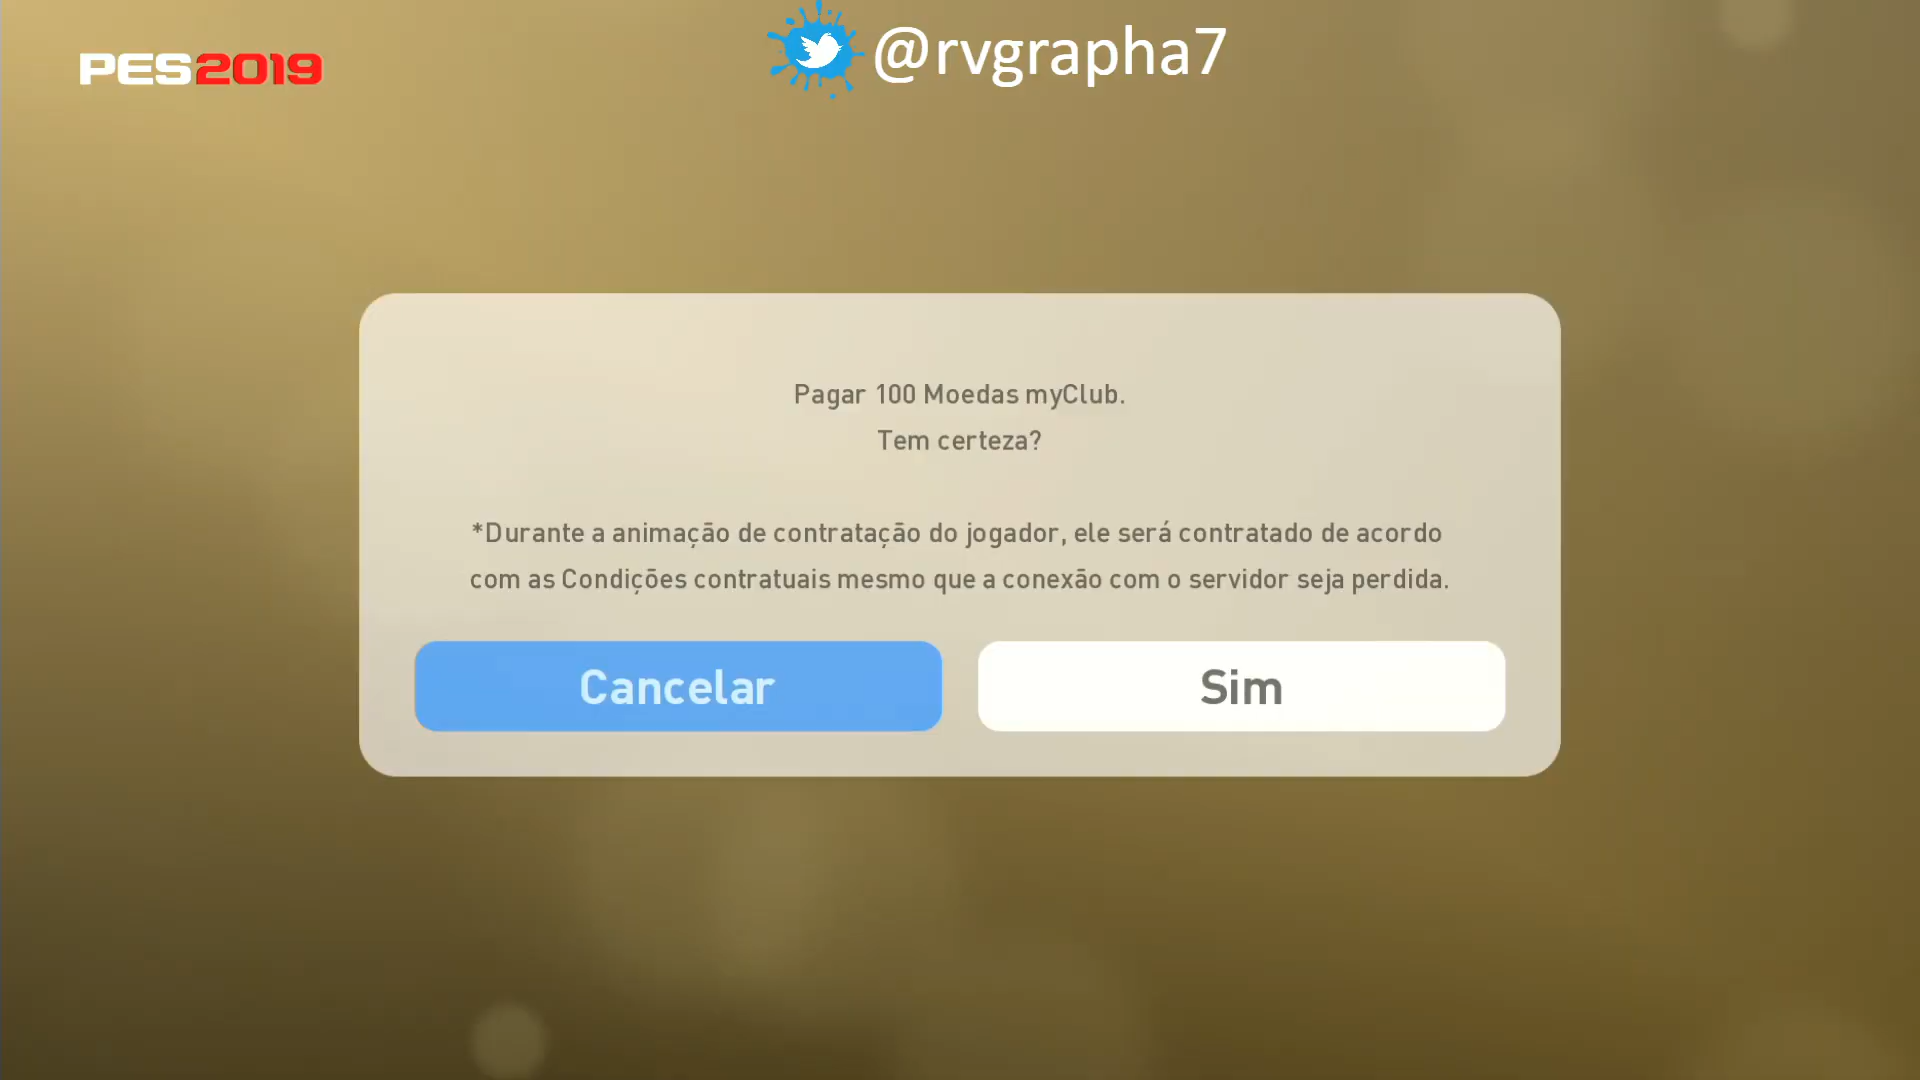 PES2019
@rvgrapha7
Pagar 100 Moedas myClub.
Tem certeza?
*Durante a animação de contratação do jogador, ele será contratado de acordo
com as Condições contratuais mesmo que a conexão com o servidor seja perdida.
Cancelar
Sim